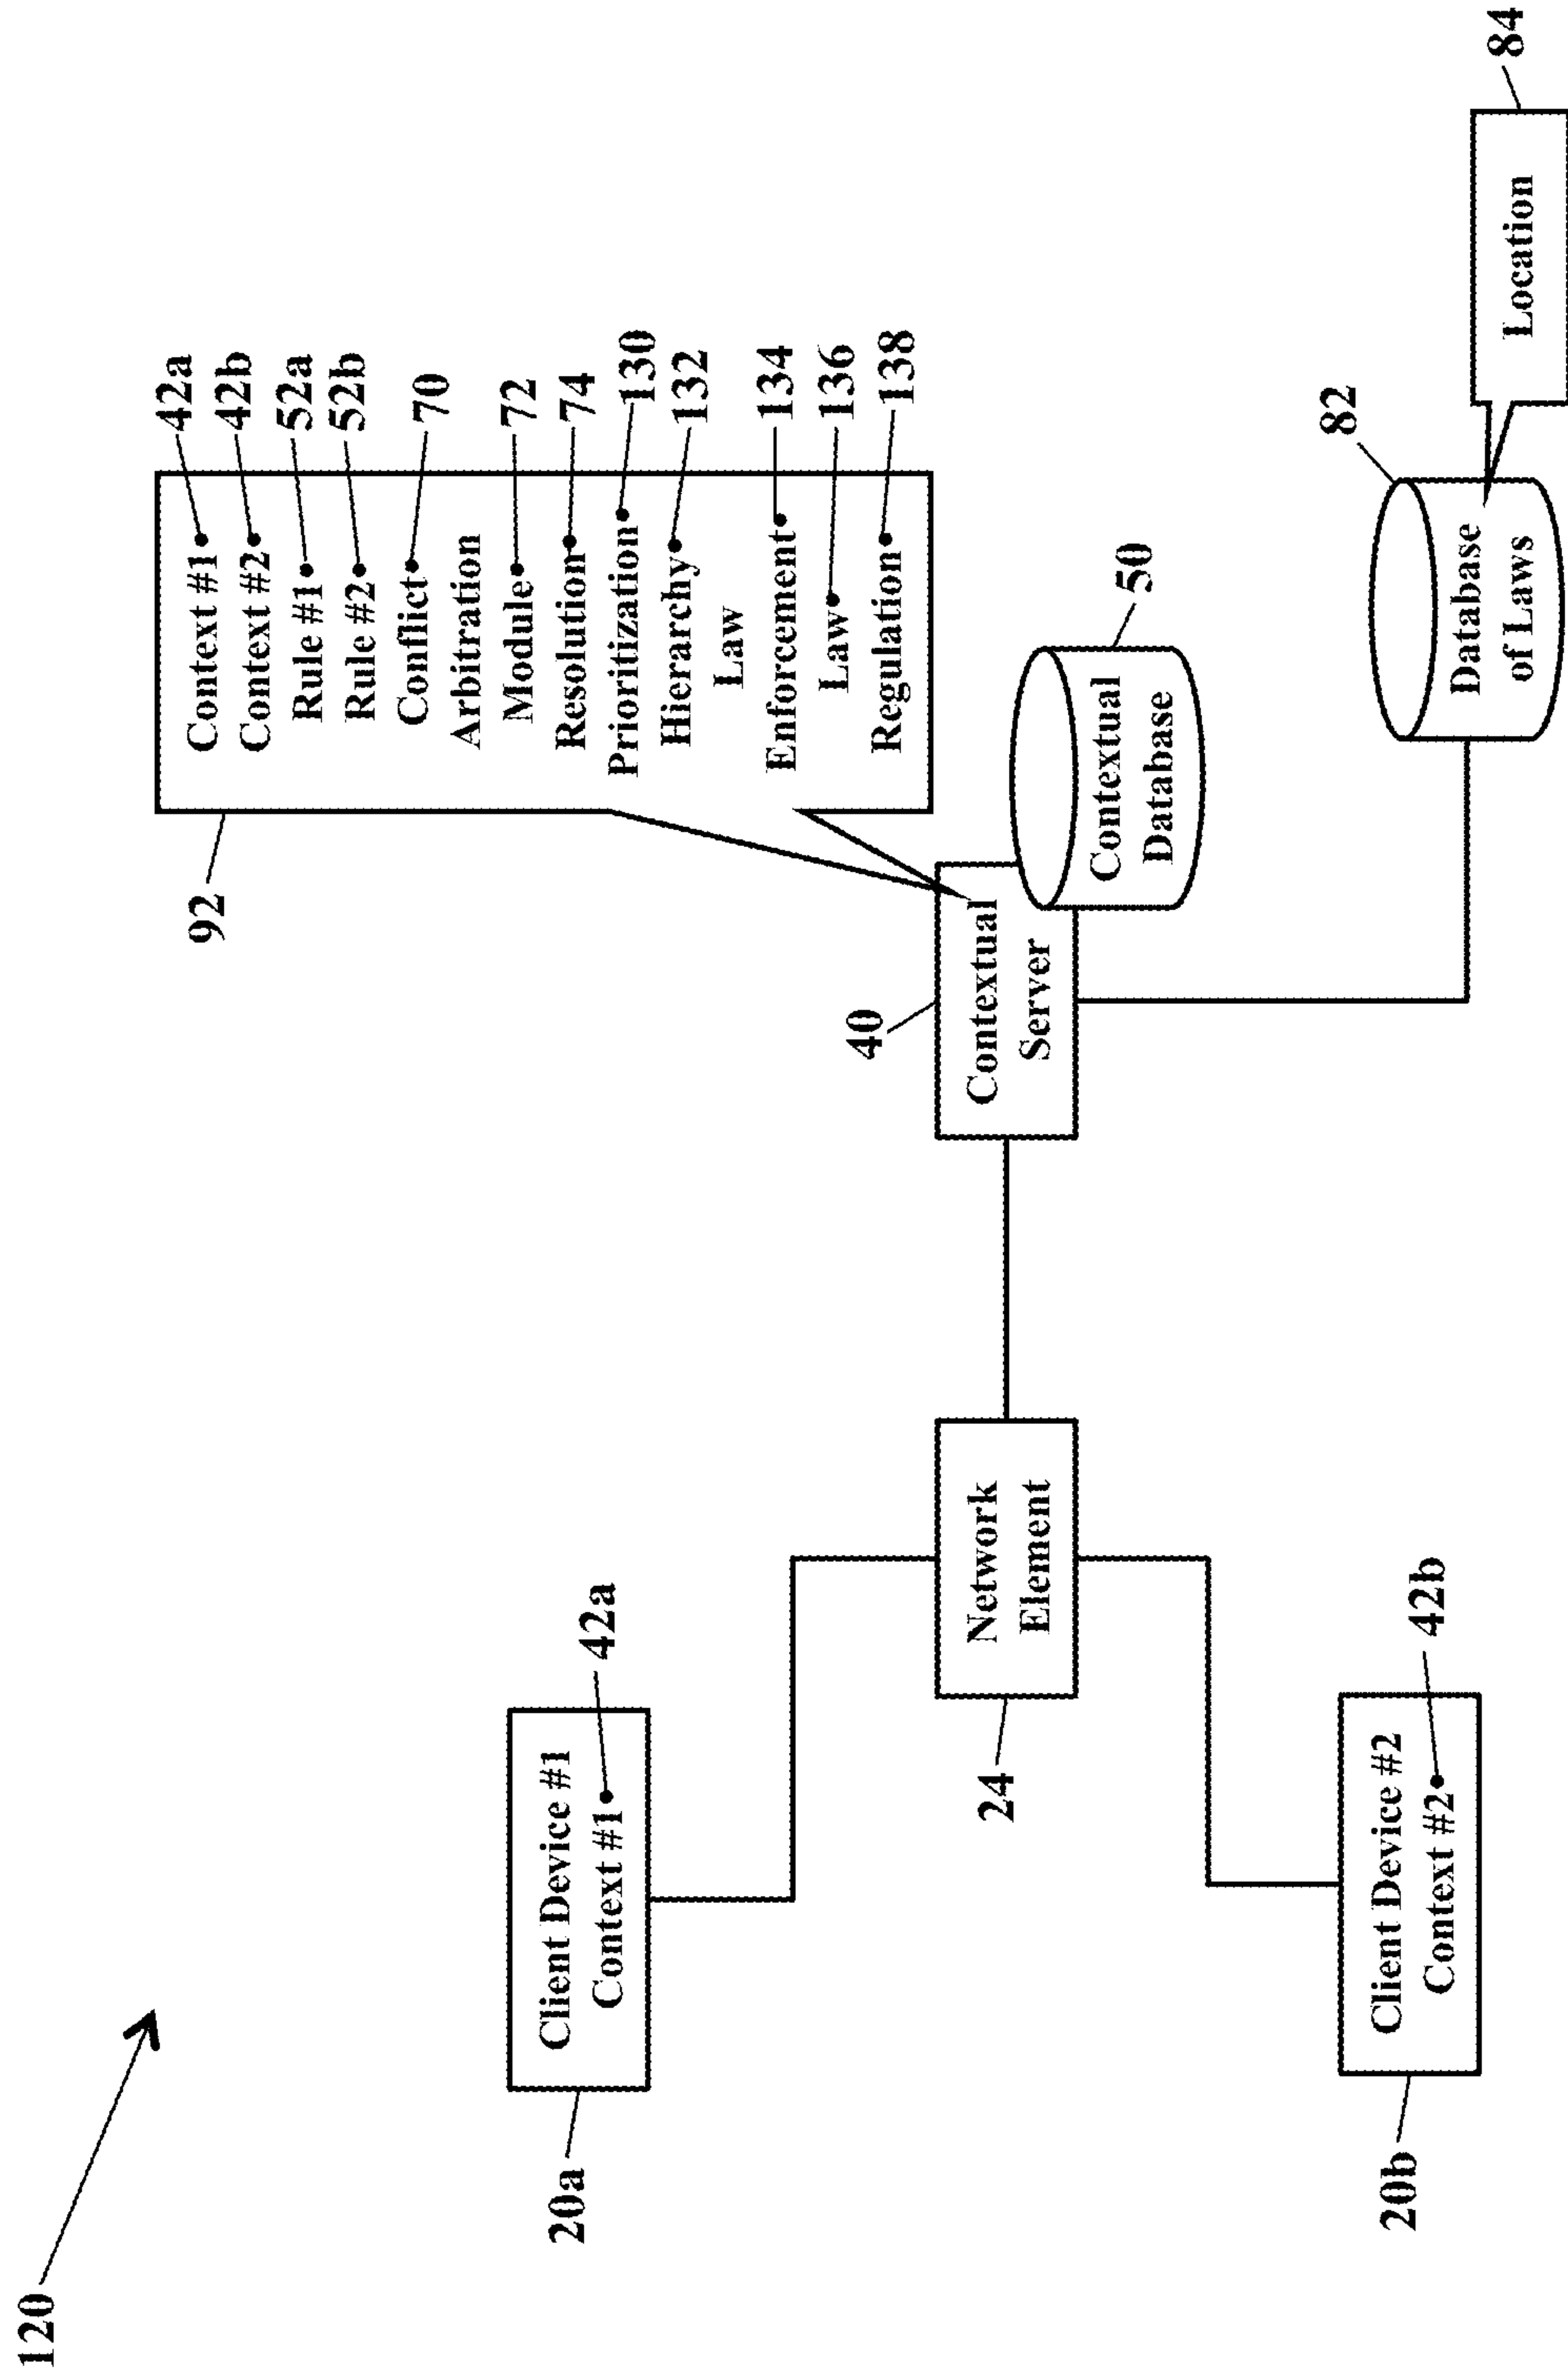 120
20a
Client Device #1
Context #1
42a
20b
Client Device #2
Context #2
42b
24
Network
Element
40
Contextual
Server
Contextual
Database
50
92
Context #1
42a
Context #2
42b
Rule #1
52a
Rule #2
52b
Conflict
70
Arbitration
Module
72
Resolution
74
Prioritization
130
Hierarchy
132
Law
Enforcement
134
Law
136
Regulation
138
82
Database
of Laws
Location
84